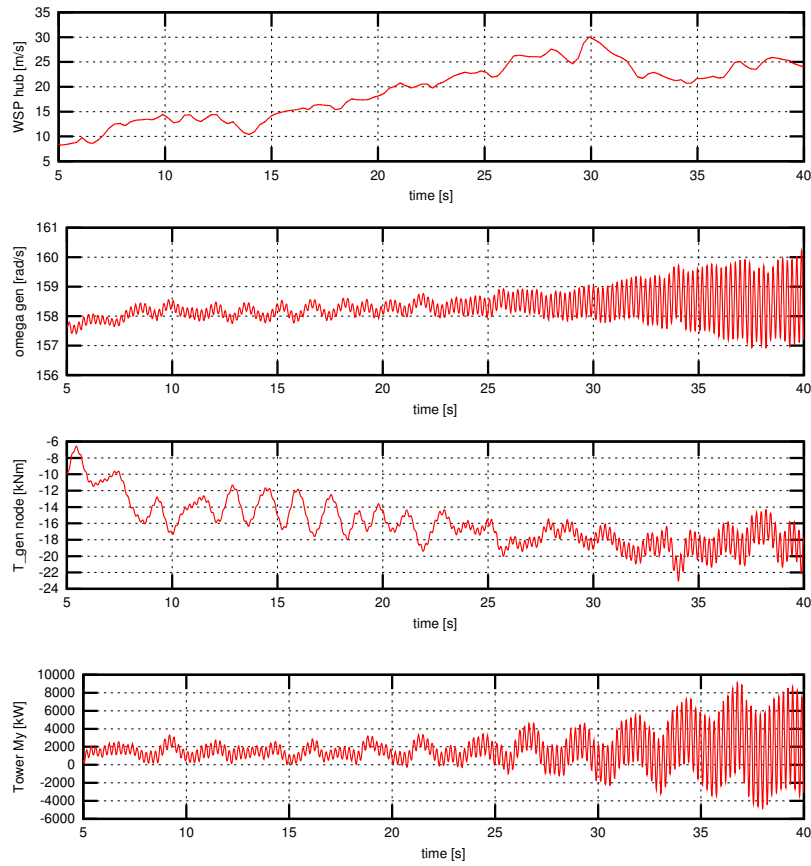 WSP hub [m/s]
35
30
25
20
15
10
5
5 10 15 20 25 30 35 40
time [s]
omega gen [rad/s]
161
160
159
158
157
156
5 10 15 20 25 30 35 40
time [s]
T_gen node [kNm]
-6
-8
-10
-12
-14
-16
-18
-20
-22
-24
5 10 15 20 25 30 35 40
time [s]
Tower My [kW]
10000
8000
6000
4000
2000
0
-2000
-4000
-6000
5 10 15 20 25 30 35 40
time [s]